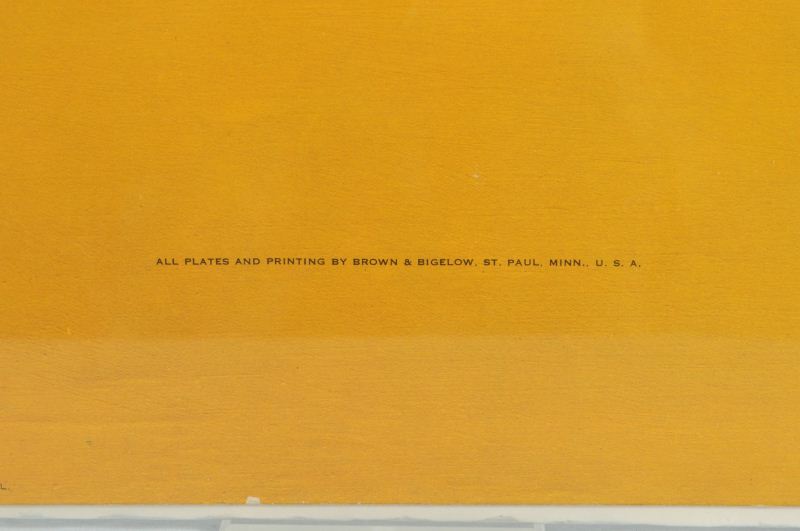 ALL PLATES AND PRINTING BY BROWN & BIGELOW, ST. PAUL, MINN., U. S. A.
L.